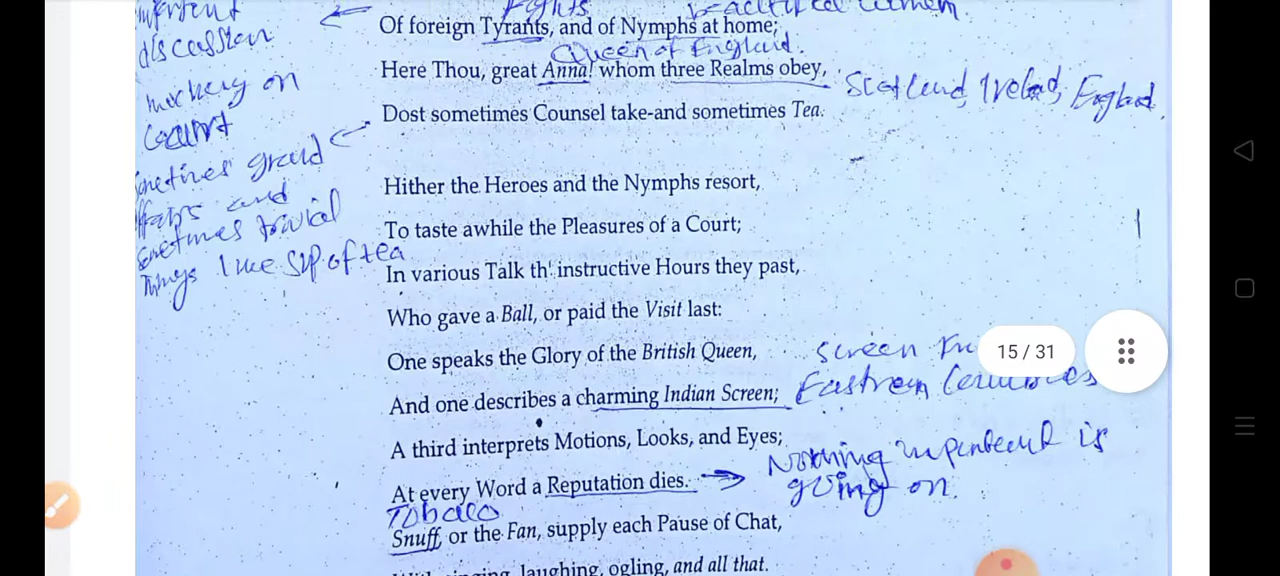 discession
Of foreign Tyrants, and of Nymphs at home;
Queen of England.
Here Thou, great Anna! whom three Realms obey,
Scotland, Ireland, England.
mockery on
Court
Dost sometimes Counsel take-and sometimes Tea.
sometimes grand
affairs and
sometimes trivial
things like sip of tea
Hither the Heroes and the Nymphs resort,
To taste awhile the Pleasures of a Court;
In various Talk th' instructive Hours they past,
Who gave a Ball, or paid the Visit last:
One speaks the Glory of the British Queen,
screen
15 / 31
And one describes a charming Indian Screen;
Eastren Countries
A third interprets Motions, Looks, and Eyes;
At every Word a Reputation dies.
Nothing important is
going on.
Tobaco
Snuff, or the Fan, supply each Pause of Chat,
laughing, ogling, and all that.